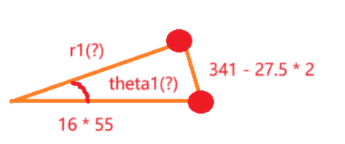 r1(?)
theta1(?)
341 - 27.5 * 2
16 * 55